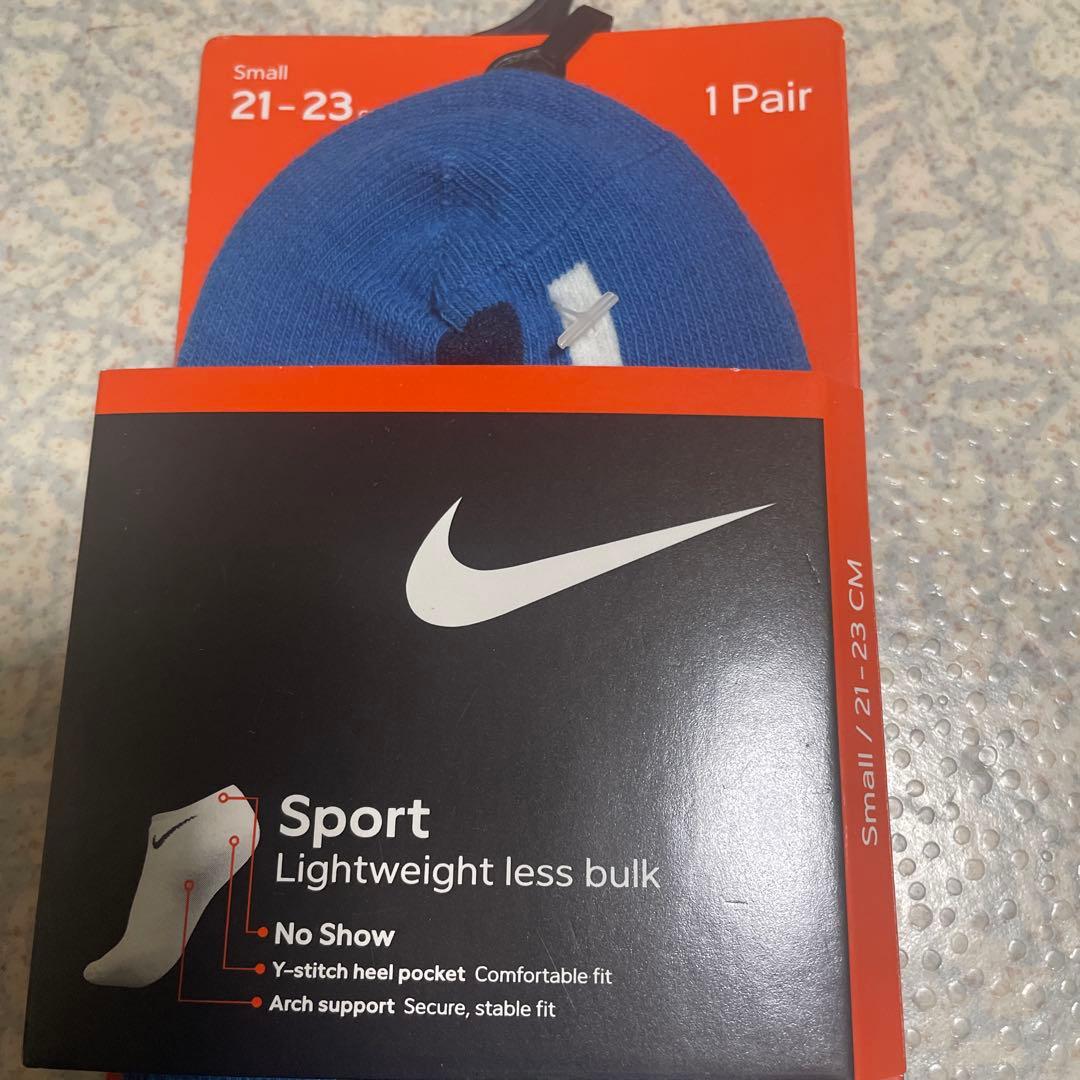 Small
21-23
1 Pair
Sport
Lightweight less bulk
No Show
Y-stitch heel pocket Comfortable fit
Arch support Secure, stable fit
Small / 21-23 CM